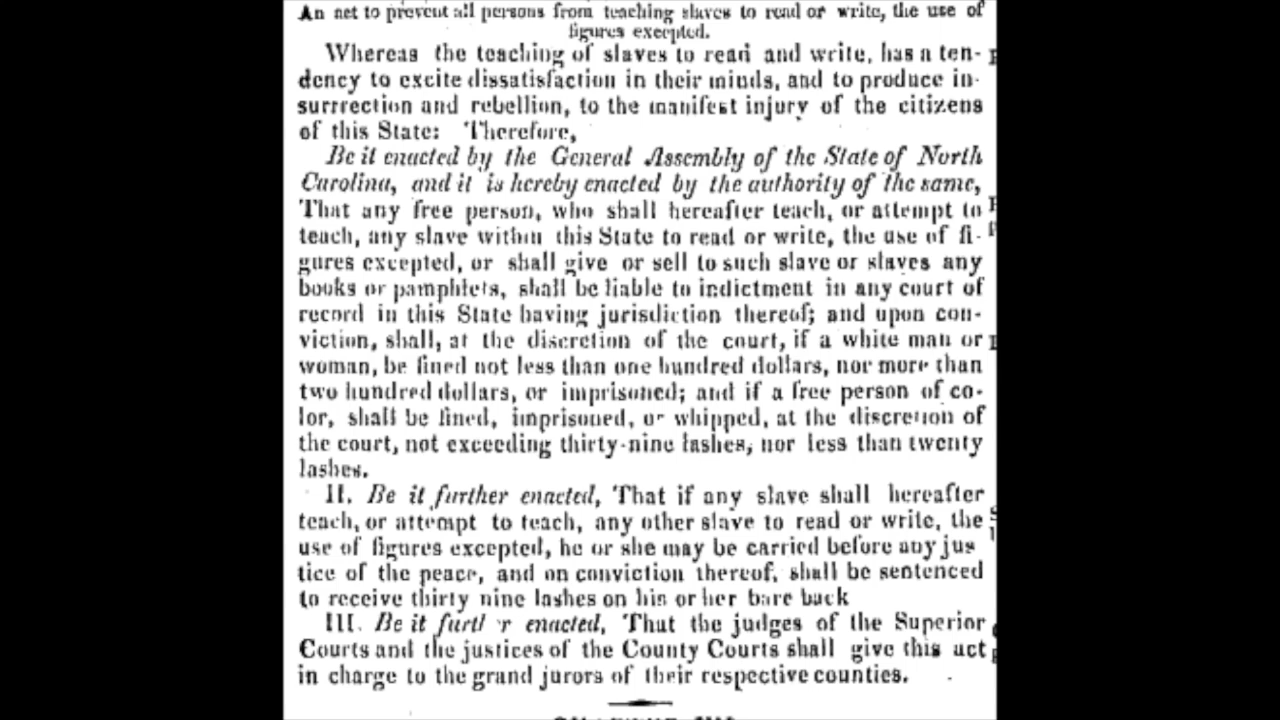 An act to prevent all persons from teaching slaves to read or write, the use of
figures excepted.
Whereas the teaching of slaves to read and write, has a ten-
dency to excite dissatisfaction in their minds, and to produce in-
surrrection and rebellion, to the manifest injury of the citizens
of this State: Therefore,
Be it enacted by the General Assembly of the State of North
Carolina, and it is hereby enacted by the authority of the same,
That any free person, who shall hereafter teach, or attempt to
teach, any slave within this State to read or write, the use of fi-
gures excepted, or shall give or sell to such slave or slaves any
books or pamphlets, shall be liable to indictment in any court of
record in this State having jurisdiction thereof; and upon con-
viction, shall, at the discretion of the court, if a white man or
woman, be fined not less than one hundred dollars, nor more than
two hundred dollars, or imprisoned; and if a free person of co-
lor, shall be fined, imprisoned, or whipped, at the discretion of
the court, not exceeding thirty-nine lashes, nor less than twenty
lashes.
II. Be it further enacted, That if any slave shall hereafter
teach, or attempt to teach, any other slave to read or write, the
use of figures excepted, he or she may be carried before any jus
tice of the peace, and on conviction thereof, shall be sentenced
to receive thirty nine lashes on his or her bare back
III. Be it further enacted, That the judges of the Superior
Courts and the justices of the County Courts shall give this act
in charge to the grand jurors of their respective counties.